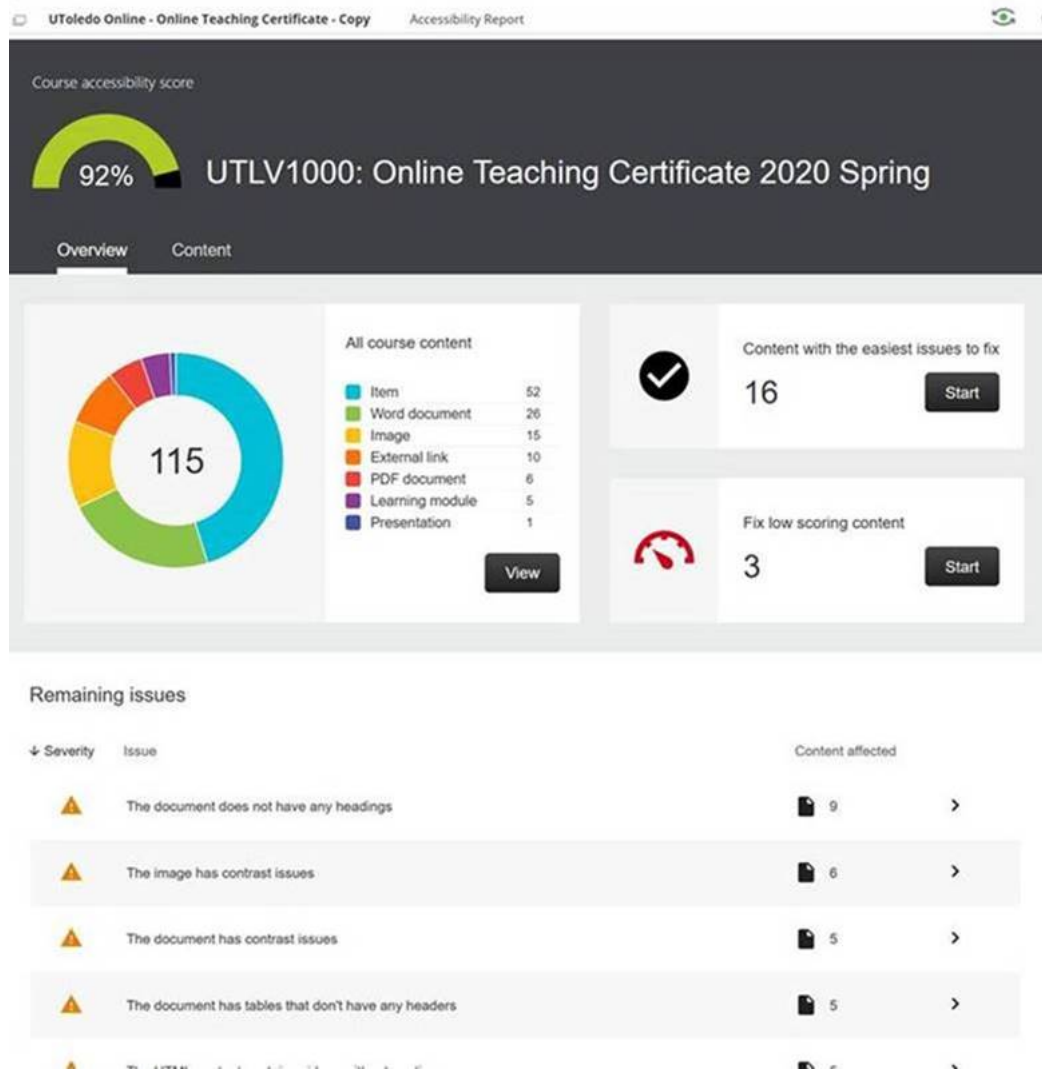 UToledo Online - Online Teaching Certificate - Copy Accessibility Report
Course accessibility score
92%
UTLV1000: Online Teaching Certificate 2020 Spring
Overview Content
115
All course content
Item 52
Word document 26
Image 15
External link 10
PDF document 6
Learning module 5
Presentation 1
View
Content with the easiest issues to fix
16
Start
Fix low scoring content
3
Start
Remaining issues
Severity Issue Content affected
The document does not have any headings 9
The image has contrast issues 6
The document has contrast issues 5
The document has tables that don't have any headers 5